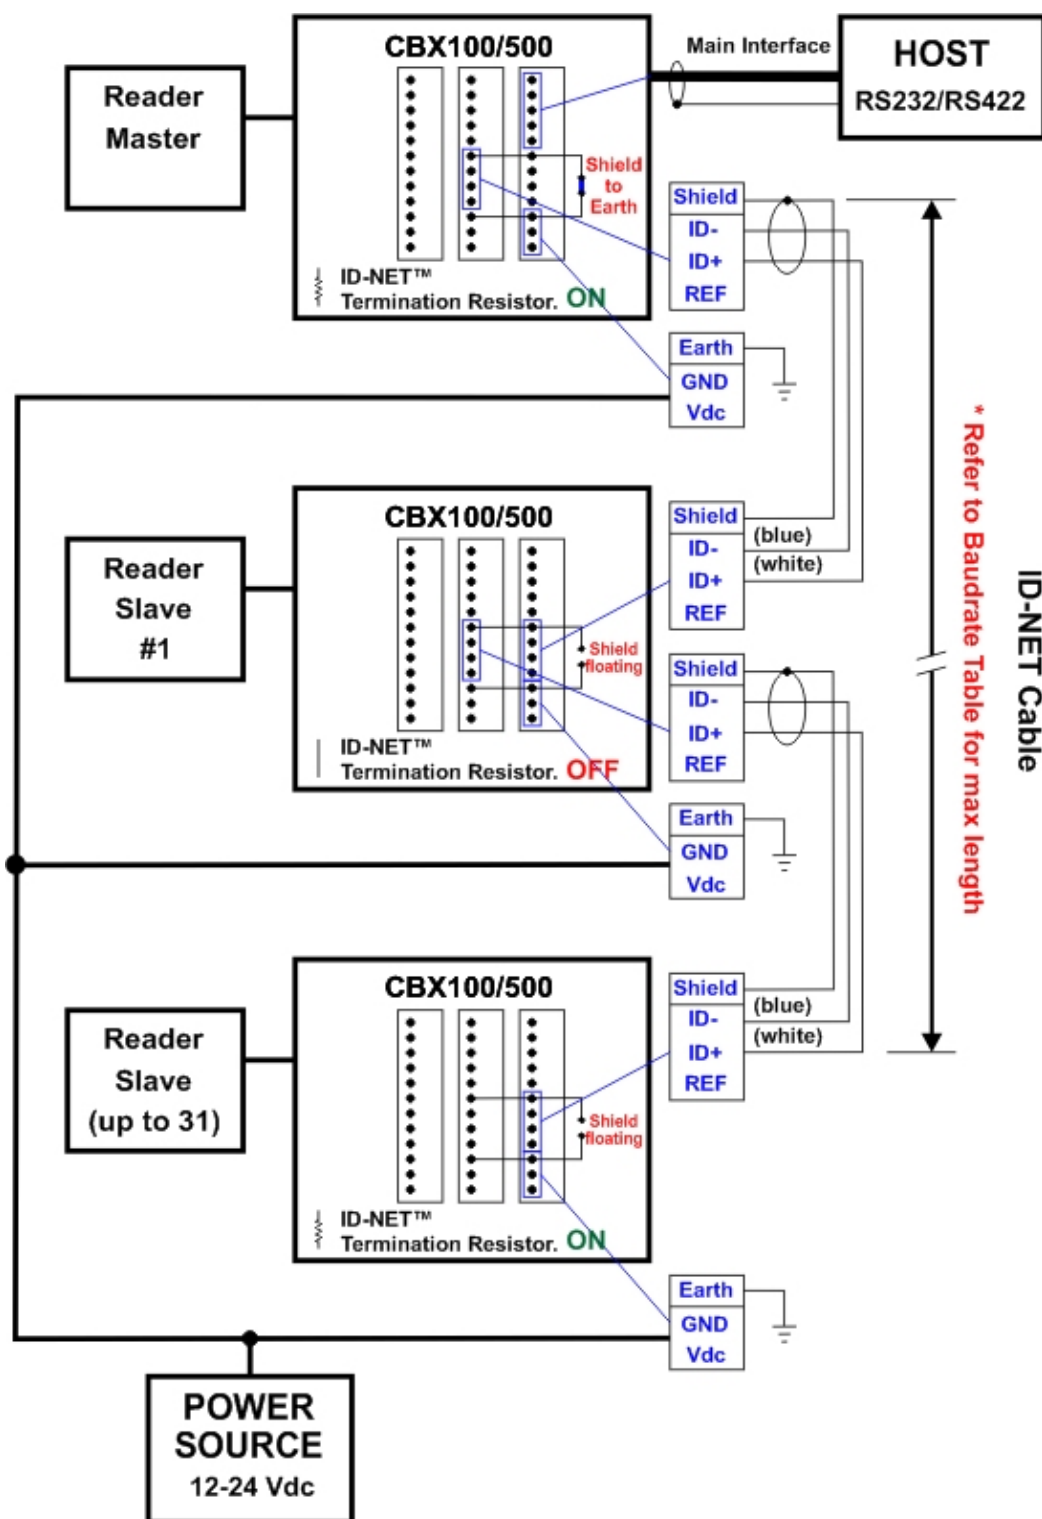 CBX100/500
Main Interface
HOST
RS232/RS422
Reader
Master
Shield
to
Earth
ID-NET™
Termination Resistor. ON
Shield
ID-
ID+
REF
Earth
GND
Vdc
CBX100/500
Reader
Slave
#1
Shield
floating
ID-NET™
Termination Resistor. OFF
Shield
ID-
ID+
REF
(blue)
(white)
Shield
ID-
ID+
REF
Earth
GND
Vdc
* Refer to Baudrate Table for max length
ID-NET Cable
CBX100/500
Reader
Slave
(up to 31)
Shield
floating
ID-NET™
Termination Resistor. ON
Shield
ID-
ID+
REF
(blue)
(white)
Earth
GND
Vdc
POWER
SOURCE
12-24 Vdc